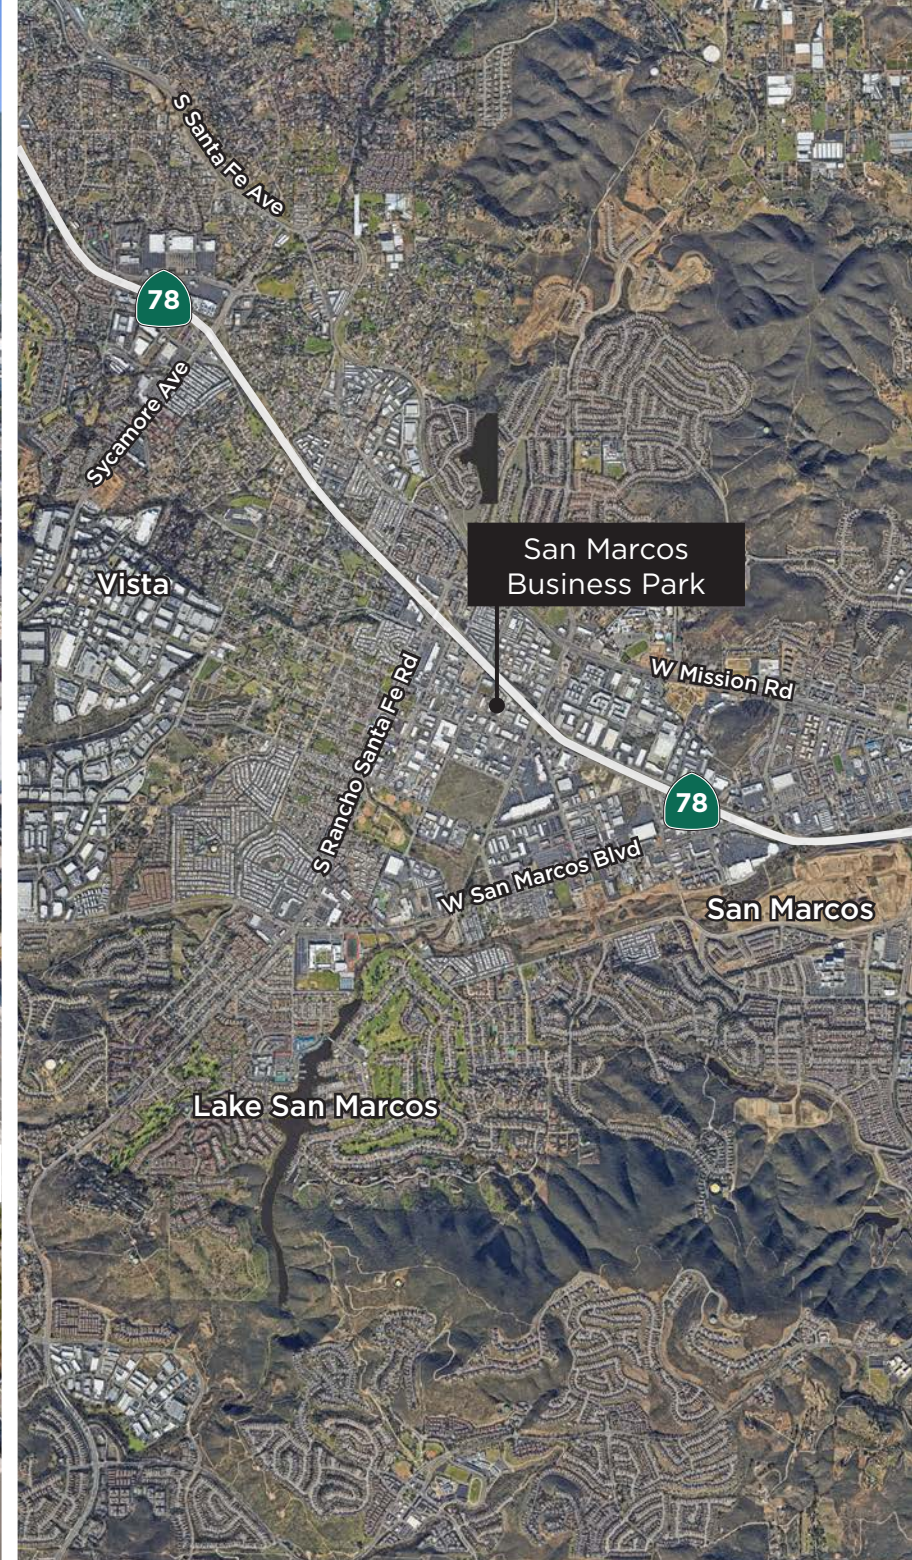 S Santa Fe Ave
78
Sycamore Ave
San Marcos
Business Park
Vista
W Mission Rd
S Rancho Santa Fe Rd
78
W San Marcos Blvd
San Marcos
Lake San Marcos